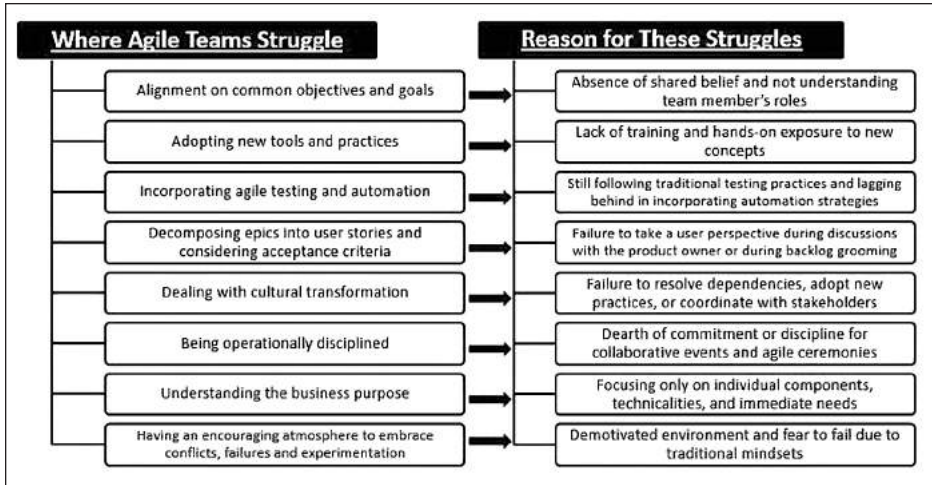 Where Agile Teams Struggle
Reason for These Struggles
Alignment on common objectives and goals
Absence of shared belief and not understanding
team member's roles
Adopting new tools and practices
Lack of training and hands-on exposure to new
concepts
Incorporating agile testing and automation
Still following traditional testing practices and lagging
behind in incorporating automation strategies
Decomposing epics into user stories and
considering acceptance criteria
Failure to take a user perspective during discussions
with the product owner or during backlog grooming
Dealing with cultural transformation
Failure to resolve dependencies, adopt new
practices, or coordinate with stakeholders
Being operationally disciplined
Dearth of commitment or discipline for
collaborative events and agile ceremonies
Understanding the business purpose
Focusing only on individual components,
technicalities, and immediate needs
Having an encouraging atmosphere to embrace
conflicts, failures and experimentation
Demotivated environment and fear to fail due to
traditional mindsets